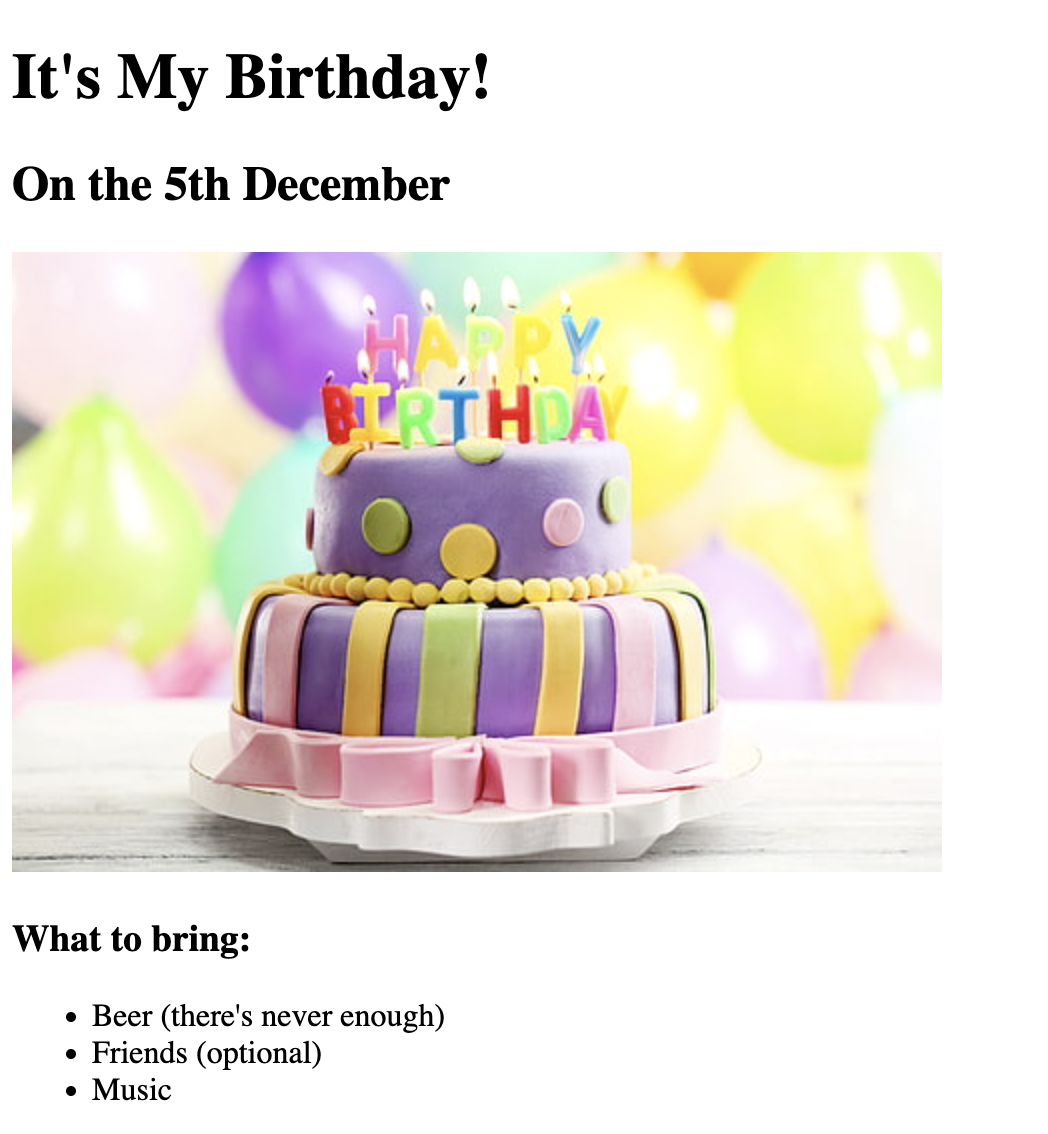 It's My Birthday!
On the 5th December
HAPPY
BIRTHDAY
What to bring:
• Beer (there's never enough)
• Friends (optional)
• Music